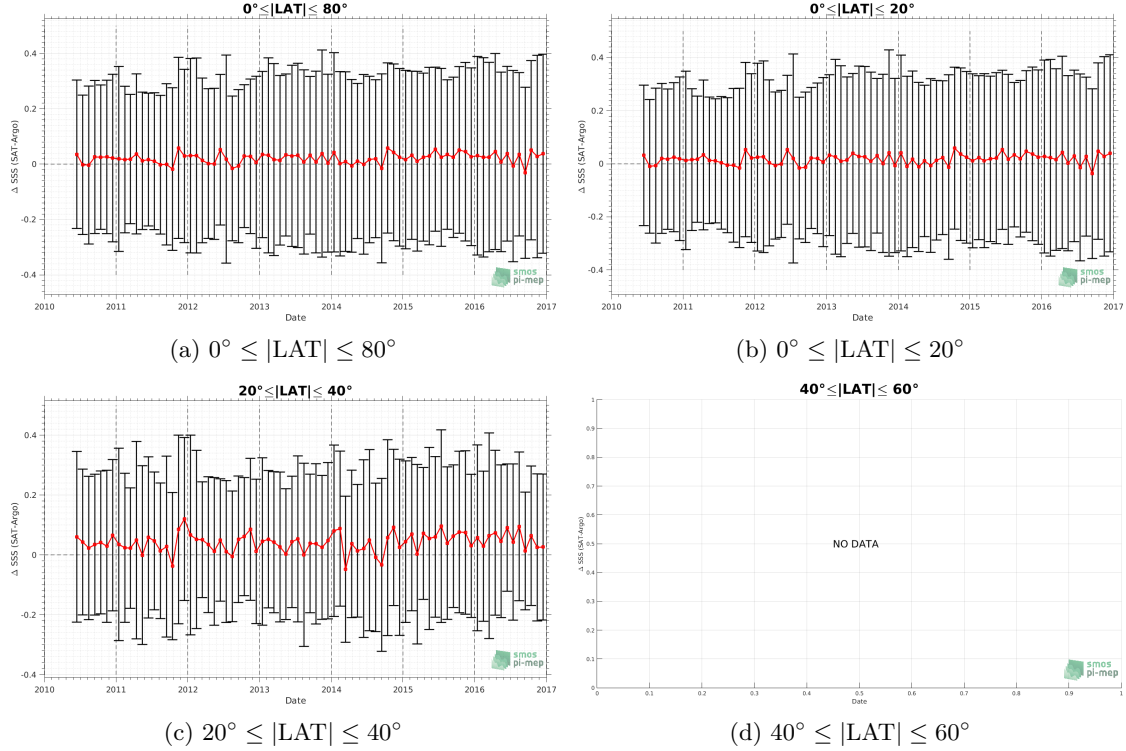 0°≤|LAT|≤ 80°
Δ SSS (SAT-Argo)
0.4
0.2
0
-0.2
-0.4
2010 2011 2012 2013 2014 2015 2016 2017
Date
smos
pi-mep
(a) 0° ≤ |LAT| ≤ 80°
0°≤|LAT|≤ 20°
Δ SSS (SAT-Argo)
0.4
0.2
0
-0.2
-0.4
2010 2011 2012 2013 2014 2015 2016 2017
Date
smos
pi-mep
(b) 0° ≤ |LAT| ≤ 20°
20°≤|LAT|≤ 40°
Δ SSS (SAT-Argo)
0.4
0.2
0
-0.2
-0.4
2010 2011 2012 2013 2014 2015 2016 2017
Date
smos
pi-mep
(c) 20° ≤ |LAT| ≤ 40°
40°≤|LAT|≤ 60°
Δ SSS (SAT-Argo)
1
0.9
0.8
0.7
0.6
0.5
0.4
0.3
0.2
0.1
0
NO DATA
0 0.1 0.2 0.3 0.4 0.5 0.6 0.7 0.8 0.9 1
Date
smos
pi-mep
(d) 40° ≤ |LAT| ≤ 60°